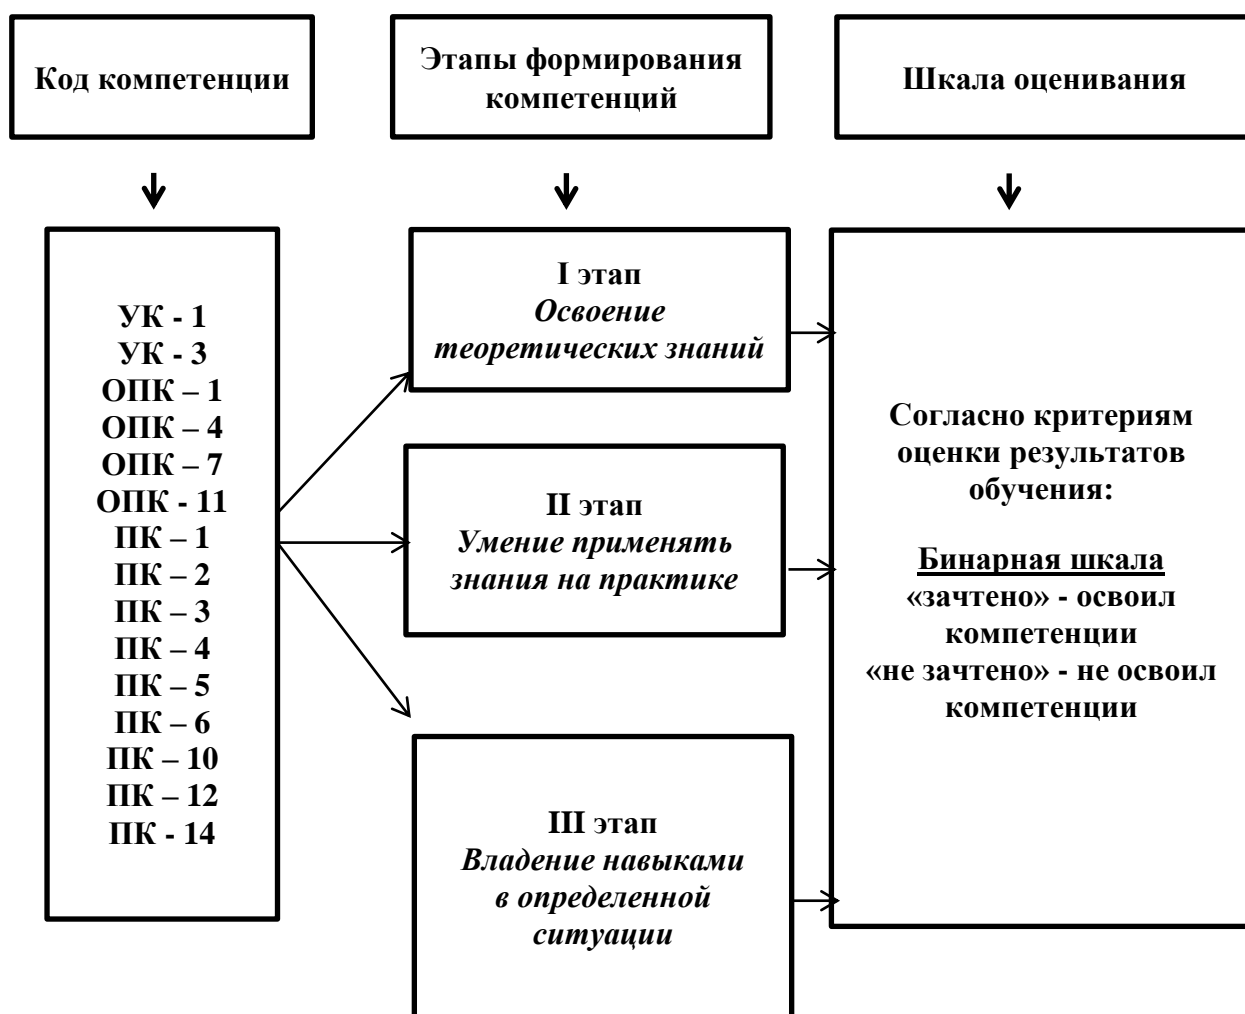 Код компетенции
Этапы формирования
компетенций
Шкала оценивания
УК - 1
УК - 3
ОПК – 1
ОПК – 4
ОПК – 7
ОПК - 11
ПК – 1
ПК – 2
ПК – 3
ПК – 4
ПК – 5
ПК – 6
ПК – 10
ПК – 12
ПК - 14
I этап
Освоение
теоретических знаний
II этап
Умение применять
знания на практике
III этап
Владение навыками
в определенной
ситуации
Согласно критериям
оценки результатов
обучения:
Бинарная шкала
«зачтено» - освоил
компетенции
«не зачтено» - не освоил
компетенции